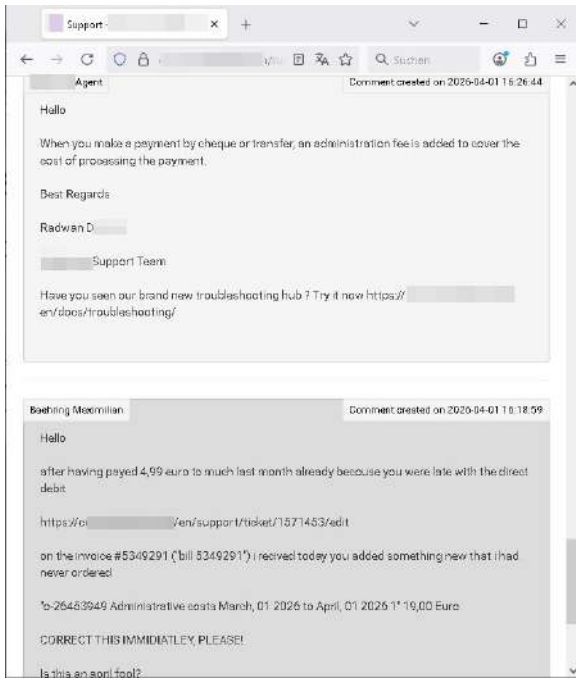 Support -
Suchen
Agent
Comment created on 2026-04-01 16:26:44
Hello
When you make a payment by cheque or transfer, an administration fee is added to cover the
cost of processing the payment.
Best Regards
Radwan D
Support Team
Have you seen our brand new troubleshooting hub ? Try it now https://
en/docs/troubleshooting/
Baehring Maximilian
Comment created on 2026-04-01 16:18:59
Hello
after having payed 4,99 euro to much last month already because you were late with the direct
debit
/en/support/ticket/1571453/edit
on the invoice #5349291 ("bill 5349291") i recived today you added something new that i had
never ordered
"o-26453949 Administrative costs March, 01 2026 to April, 01 2026 1" 19,00 Euro
CORRECT THIS IMMIDIATLEY, PLEASE!
Is this an april fool?